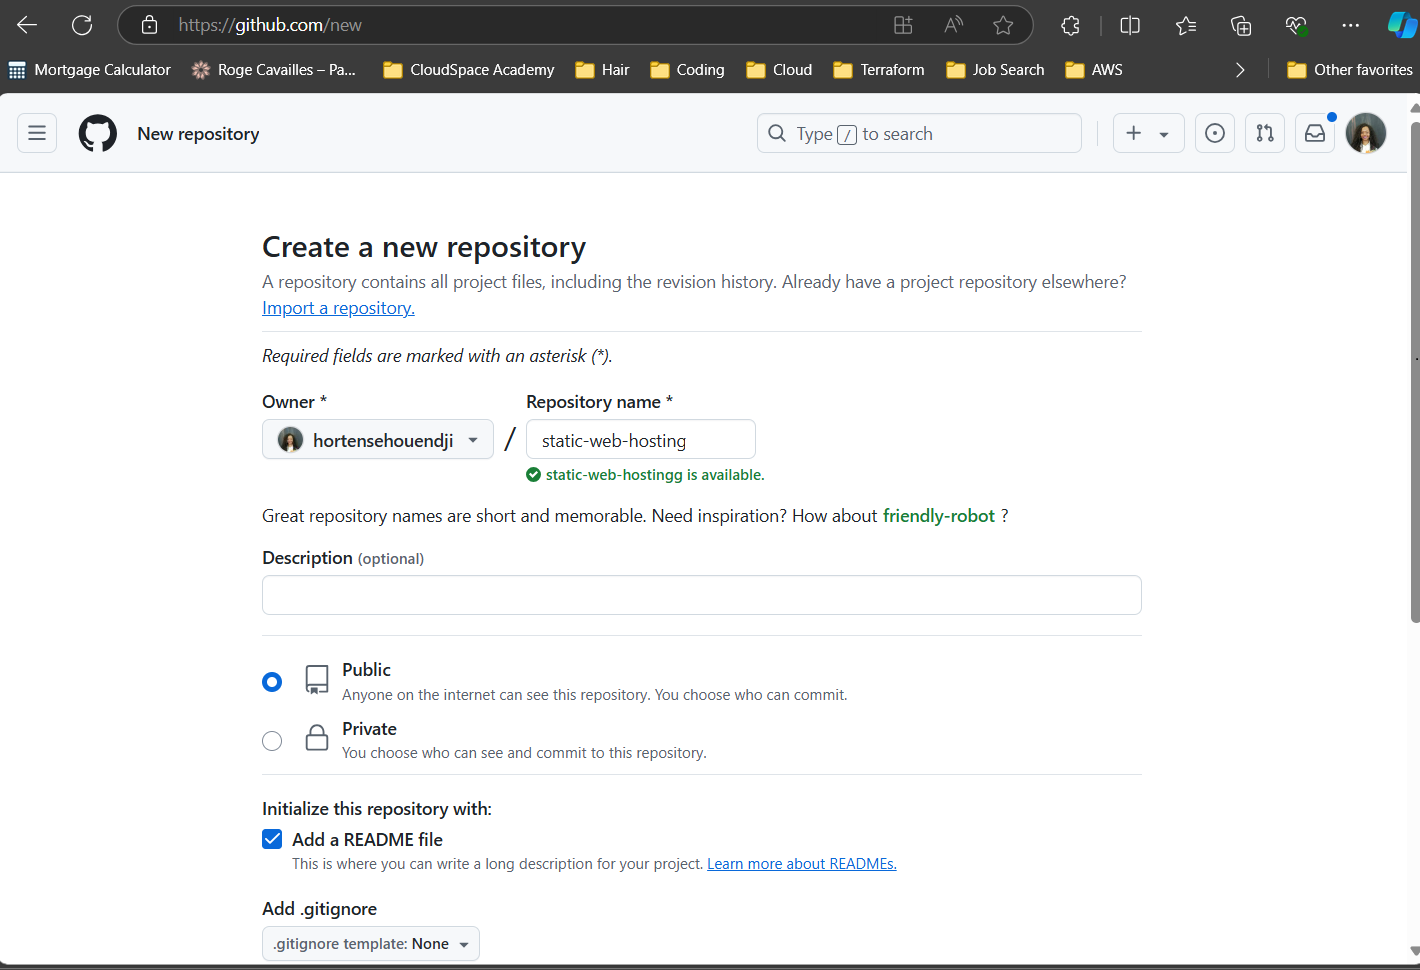 https://github.com/new
Mortgage Calculator Roge Cavailles – Pa... CloudSpace Academy Hair Coding Cloud Terraform Job Search AWS Other favorites
New repository Type / to search
Create a new repository
A repository contains all project files, including the revision history. Already have a project repository elsewhere?
Import a repository.
Required fields are marked with an asterisk (*).
Owner * Repository name *
hortensehouendji / static-web-hosting
static-web-hostingg is available.
Great repository names are short and memorable. Need inspiration? How about friendly-robot ?
Description (optional)
Public
Anyone on the internet can see this repository. You choose who can commit.
Private
You choose who can see and commit to this repository.
Initialize this repository with:
Add a README file
This is where you can write a long description for your project. Learn more about READMEs.
Add .gitignore
.gitignore template: None